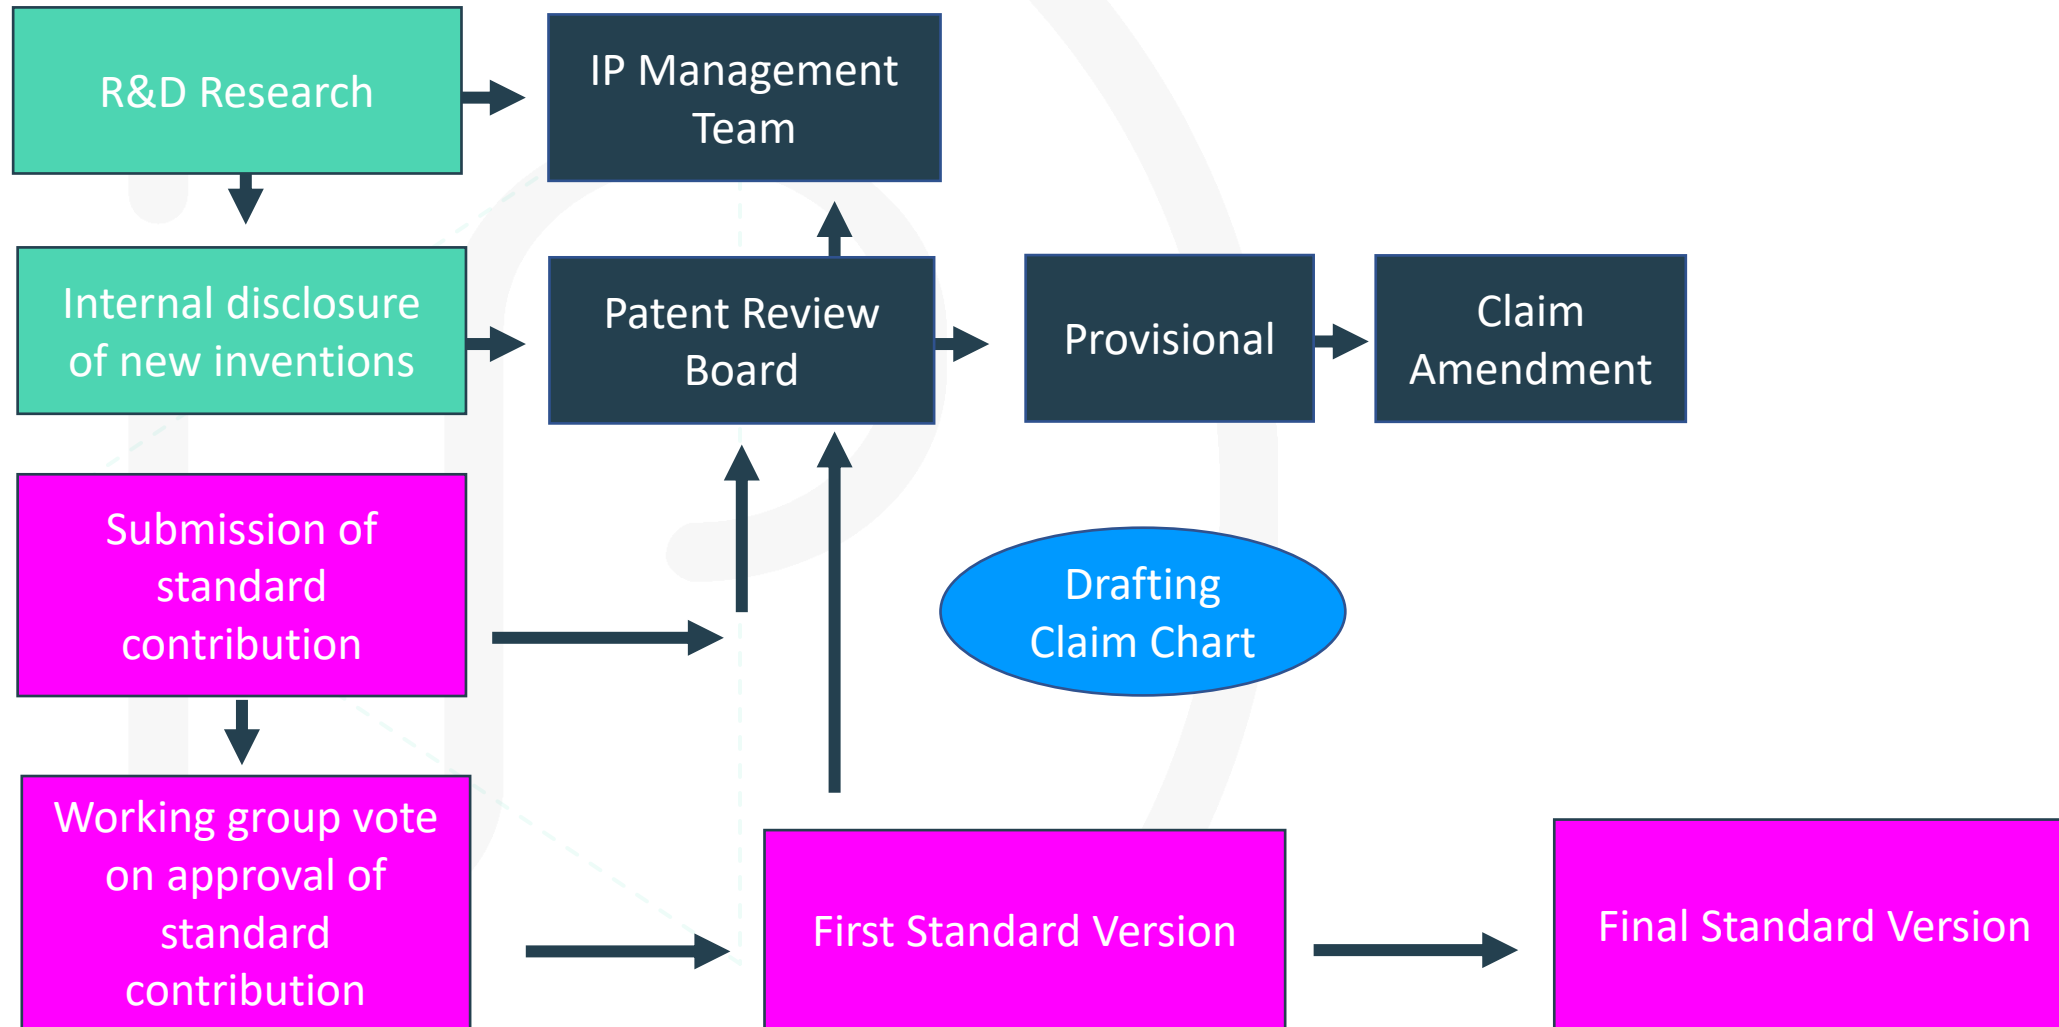 R&D Research
IP Management
Team
Internal disclosure
of new inventions
Patent Review
Board
Provisional
Claim
Amendment
Submission of
standard
contribution
Drafting
Claim Chart
Working group vote
on approval of
standard
contribution
First Standard Version
Final Standard Version